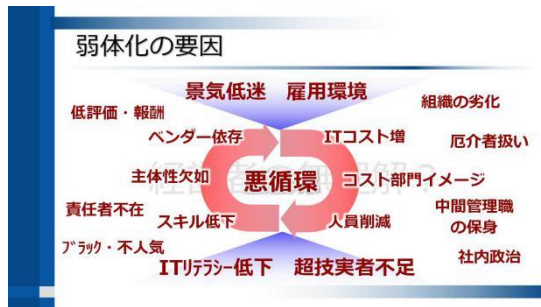 弱体化の要因
景気低迷 雇用環境
低評価・報酬
組織の劣化
ベンダー依存
ITコスト増
厄介者扱い
主体性欠如
悪循環
コスト部門イメージ
責任者不在
スキル低下
人員削減
中間管理職
の保身
ブラック・不人気
ITリテラシー低下 超技実者不足
社内政治